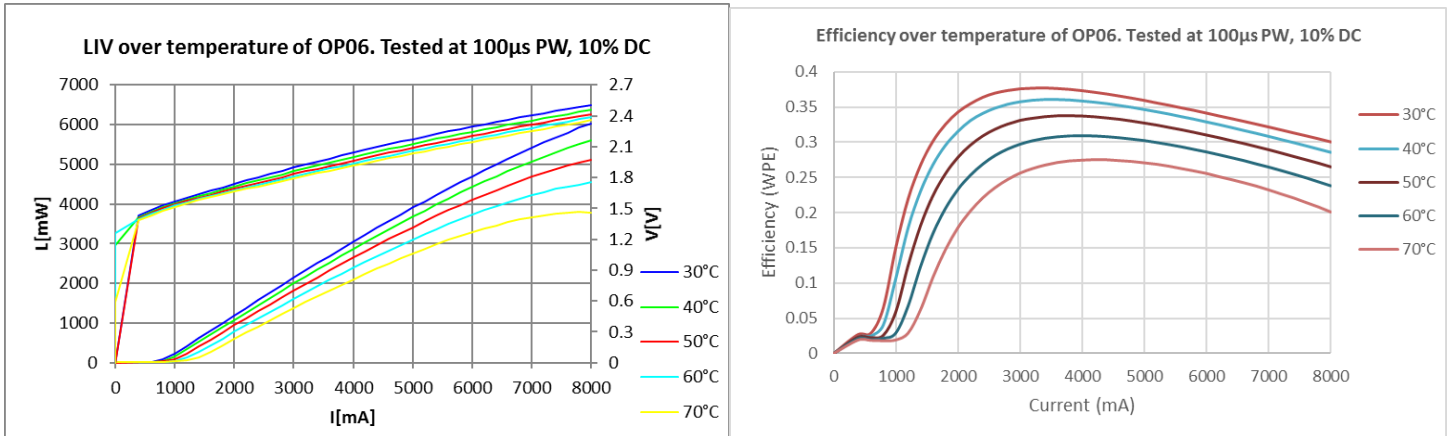 LIV over temperature of OP06. Tested at 100µs PW, 10% DC
7000
6000
5000
4000
3000
2000
1000
0
L[mW]
2.7
2.4
2.1
1.8
1.5
1.2
0.9
0.6
0.3
0
V[V]
0 1000 2000 3000 4000 5000 6000 7000 8000
I[mA]
30°C
40°C
50°C
60°C
70°C
Efficiency over temperature of OP06. Tested at 100µs PW, 10% DC
0.4
0.35
0.3
0.25
0.2
0.15
0.1
0.05
0
Efficiency (WPE)
0 1000 2000 3000 4000 5000 6000 7000 8000
Current (mA)
30°C
40°C
50°C
60°C
70°C